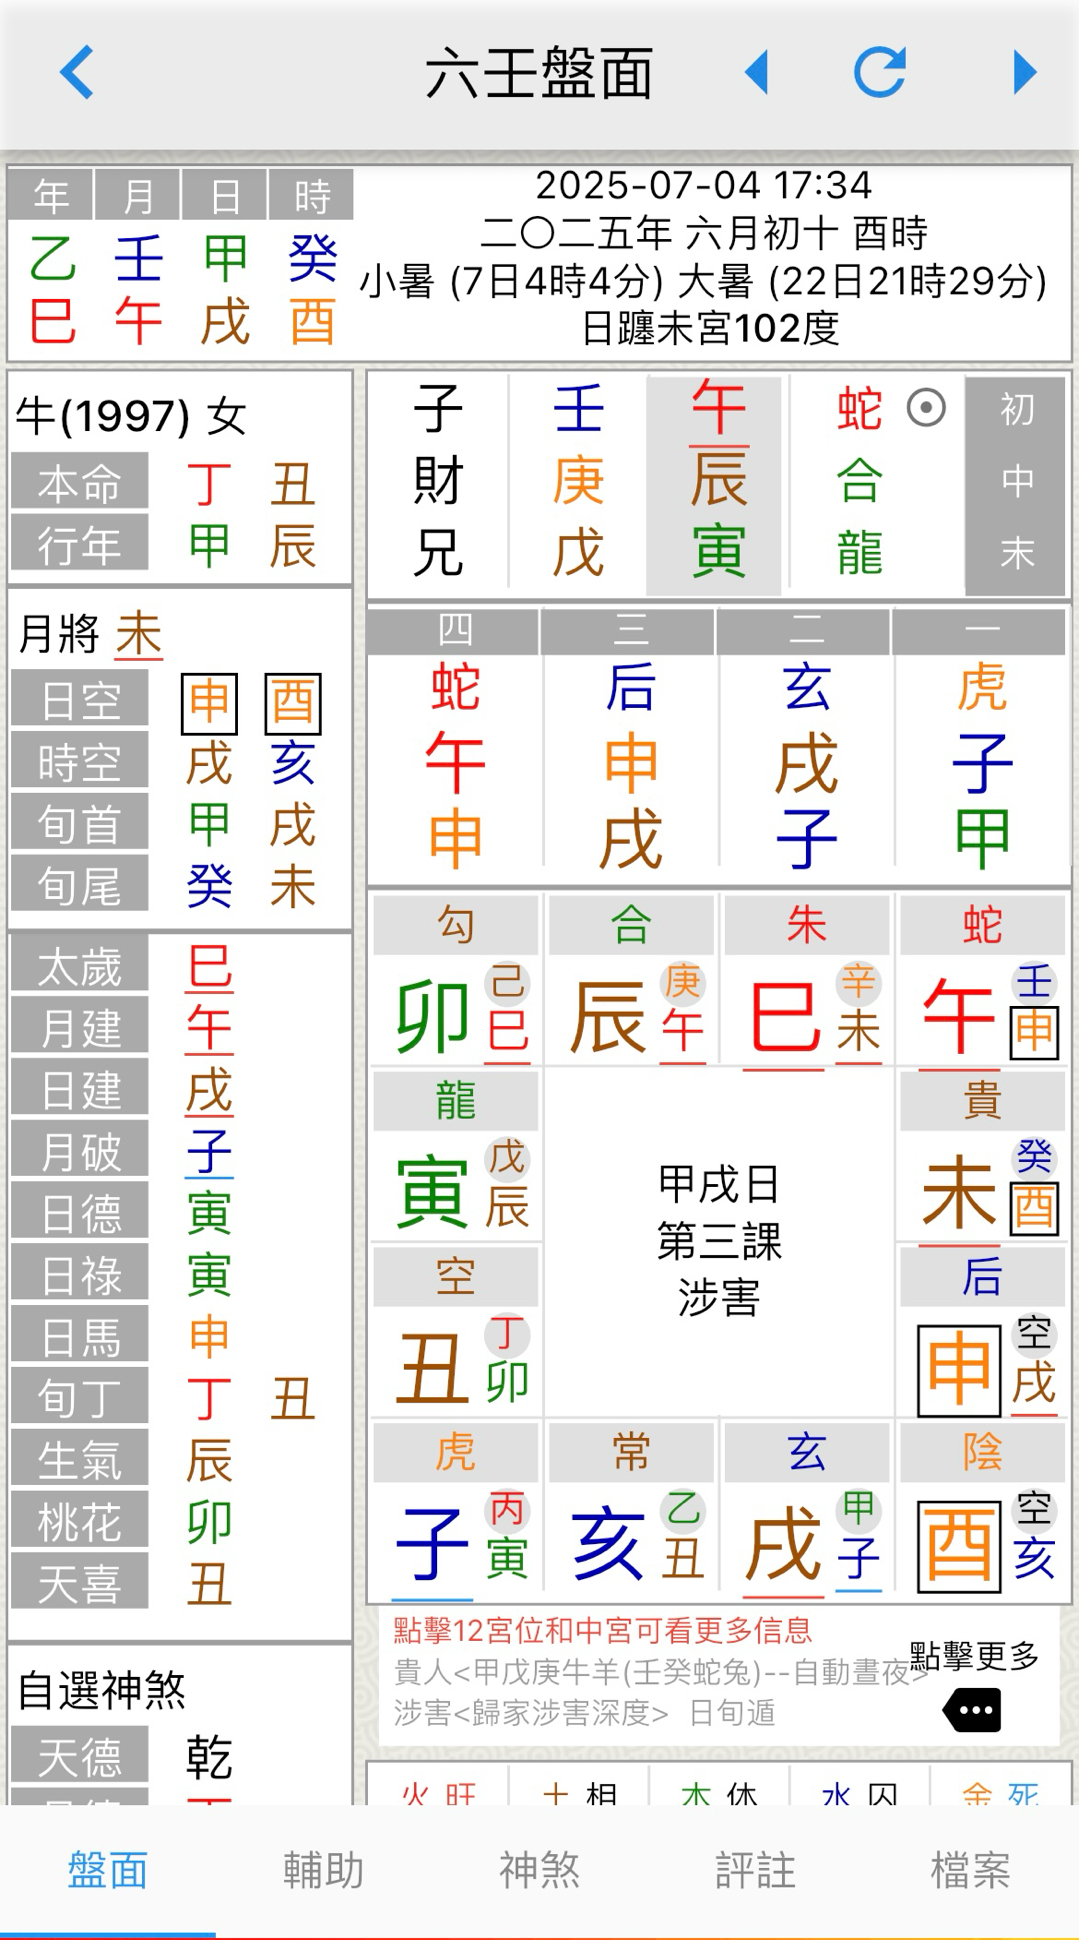 六壬盤面
年 月 日 時
乙 壬 甲 癸
巳 午 戌 酉
2025-07-04 17:34
二〇二五年 六月初十 酉時
小暑 (7日4時4分) 大暑 (22日21時29分)
日躔未宮102度
牛(1997) 女
本命 丁 丑
行年 甲 辰
月將 未
日空 申 酉
時空 戌 亥
旬首 甲 戌
旬尾 癸 未
太歲 巳
月建 午
日建 戌
月破 子
日德 寅
日祿 寅
日馬 申
旬丁 丁 丑
生氣 辰
桃花 卯
天喜 丑
自選神煞
天德 乾
子 壬 午 蛇 初
財 庚 辰 合 中
兄 戊 寅 龍 末
四 三 二 一
蛇 后 玄 虎
午 申 戌 子
申 戌 子 甲
勾 合 朱 蛇
卯 己 巳 辰 庚 午 巳 辛 未 午 壬 申
龍 貴
寅 戊 辰 未 癸 酉
甲戌日
第三課
涉害
空 后
丑 丁 卯 申 空 戌
虎 常 玄 陰
子 丙 寅 亥 乙 丑 戌 甲 子 酉 空 亥
點擊12宮位和中宮可看更多信息
貴人<甲戊庚牛羊(壬癸蛇兔)--自動晝夜>
涉害<歸家涉害深度> 日旬遁
點擊更多
火 旺 土 相 木 休 水 囚 金 死
盤面 輔助 神煞 評註 檔案